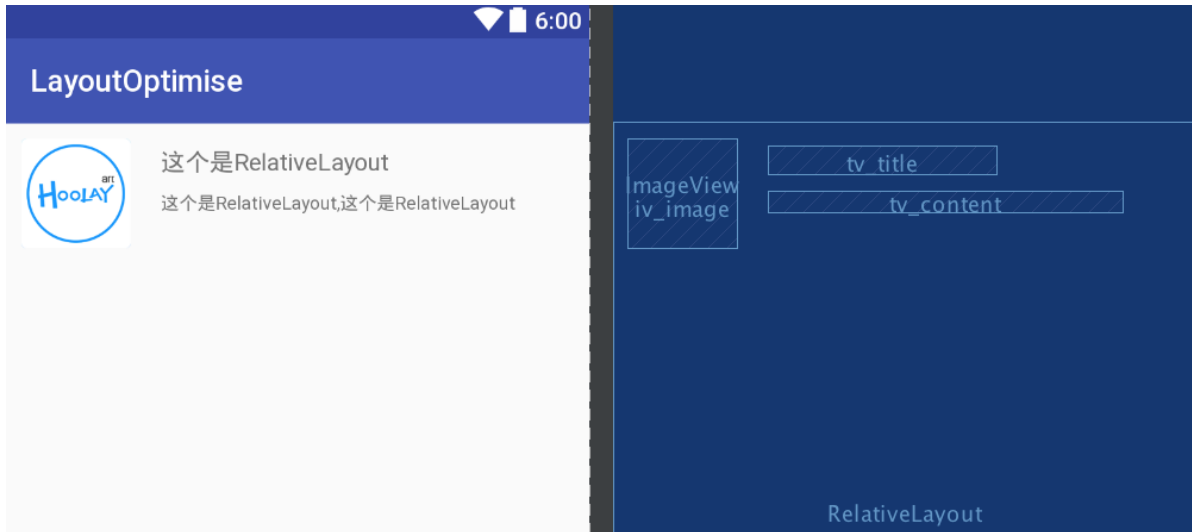 6:00
LayoutOptimise
这个是RelativeLayout
这个是RelativeLayout,这个是RelativeLayout
art
HOOLAY
tv_title
ImageView
iv_image
tv_content
RelativeLayout